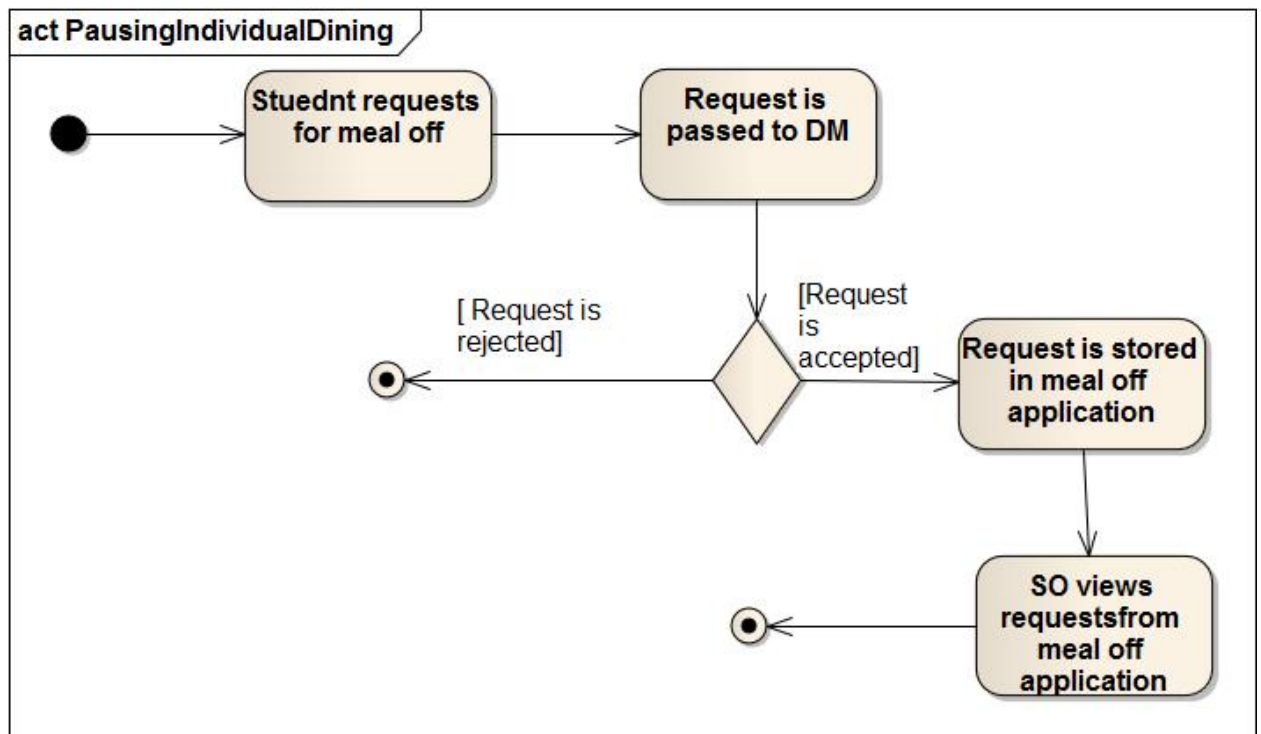 act PausingIndividualDining
Stuednt requests
for meal off
Request is
passed to DM
[ Request is
rejected]
[Request
is
accepted]
Request is stored
in meal off
application
SO views
requestsfrom
meal off
application